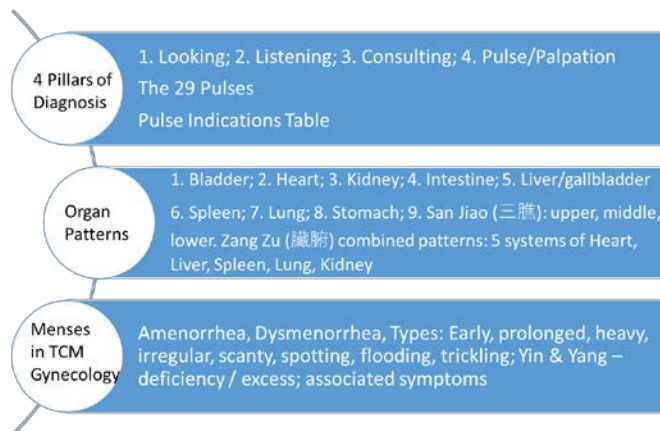 4 Pillars of
Diagnosis
1. Looking; 2. Listening; 3. Consulting; 4. Pulse/Palpation
The 29 Pulses
Pulse Indications Table
Organ
Patterns
1. Bladder; 2. Heart; 3. Kidney; 4. Intestine; 5. Liver/gallbladder
6. Spleen; 7. Lung; 8. Stomach; 9. San Jiao (三瞧): upper, middle,
lower. Zang Zu (臟腑) combined patterns: 5 systems of Heart,
Liver, Spleen, Lung, Kidney
Menses
in TCM
Gynecology
Amenorrhea, Dysmenorrhea, Types: Early, prolonged, heavy,
irregular, scanty, spotting, flooding, trickling; Yin & Yang –
deficiency / excess; associated symptoms